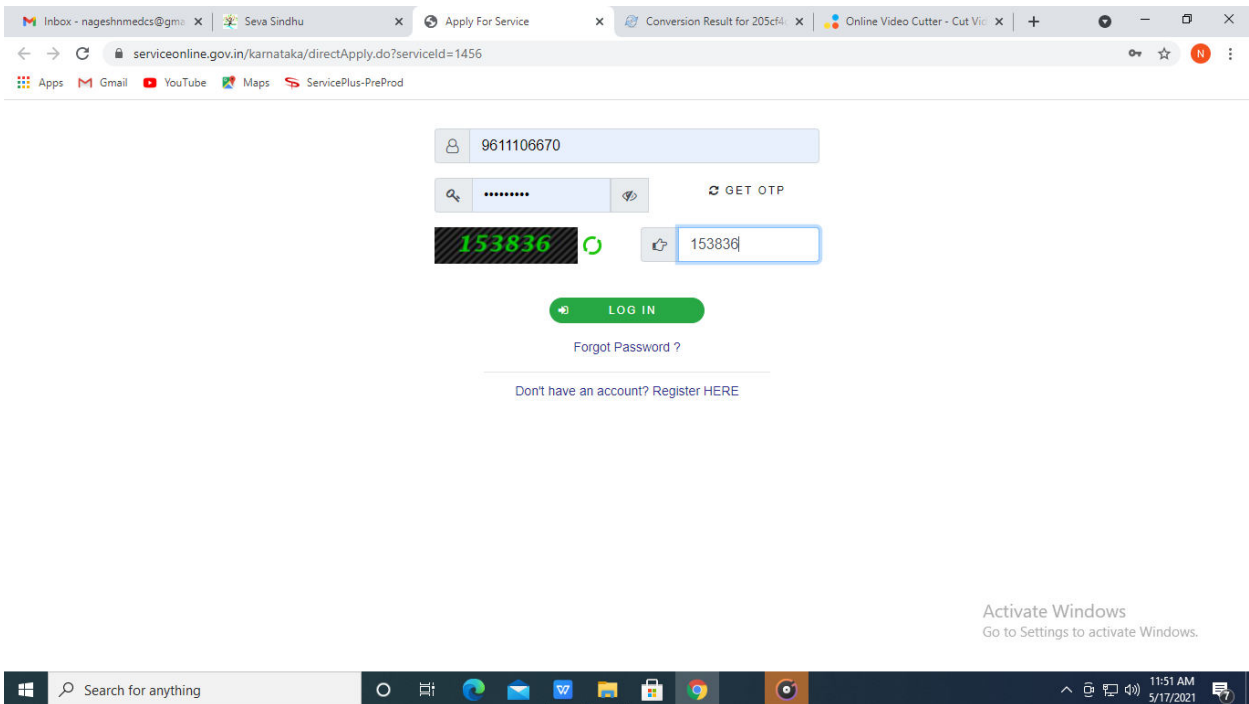 Inbox - nageshnmedcs@gma
Seva Sindhu
Apply For Service
Conversion Result for 205cf4
Online Video Cutter - Cut Vid
serviceonline.gov.in/karnataka/directApply.do?serviceId=1456
N
Apps Gmail YouTube Maps ServicePlus-PreProd
9611106670
••••••••• GET OTP
153836 153836
LOG IN
Forgot Password ?
Don't have an account? Register HERE
Activate Windows
Go to Settings to activate Windows.
Search for anything
W
11:51 AM
5/17/2021
7